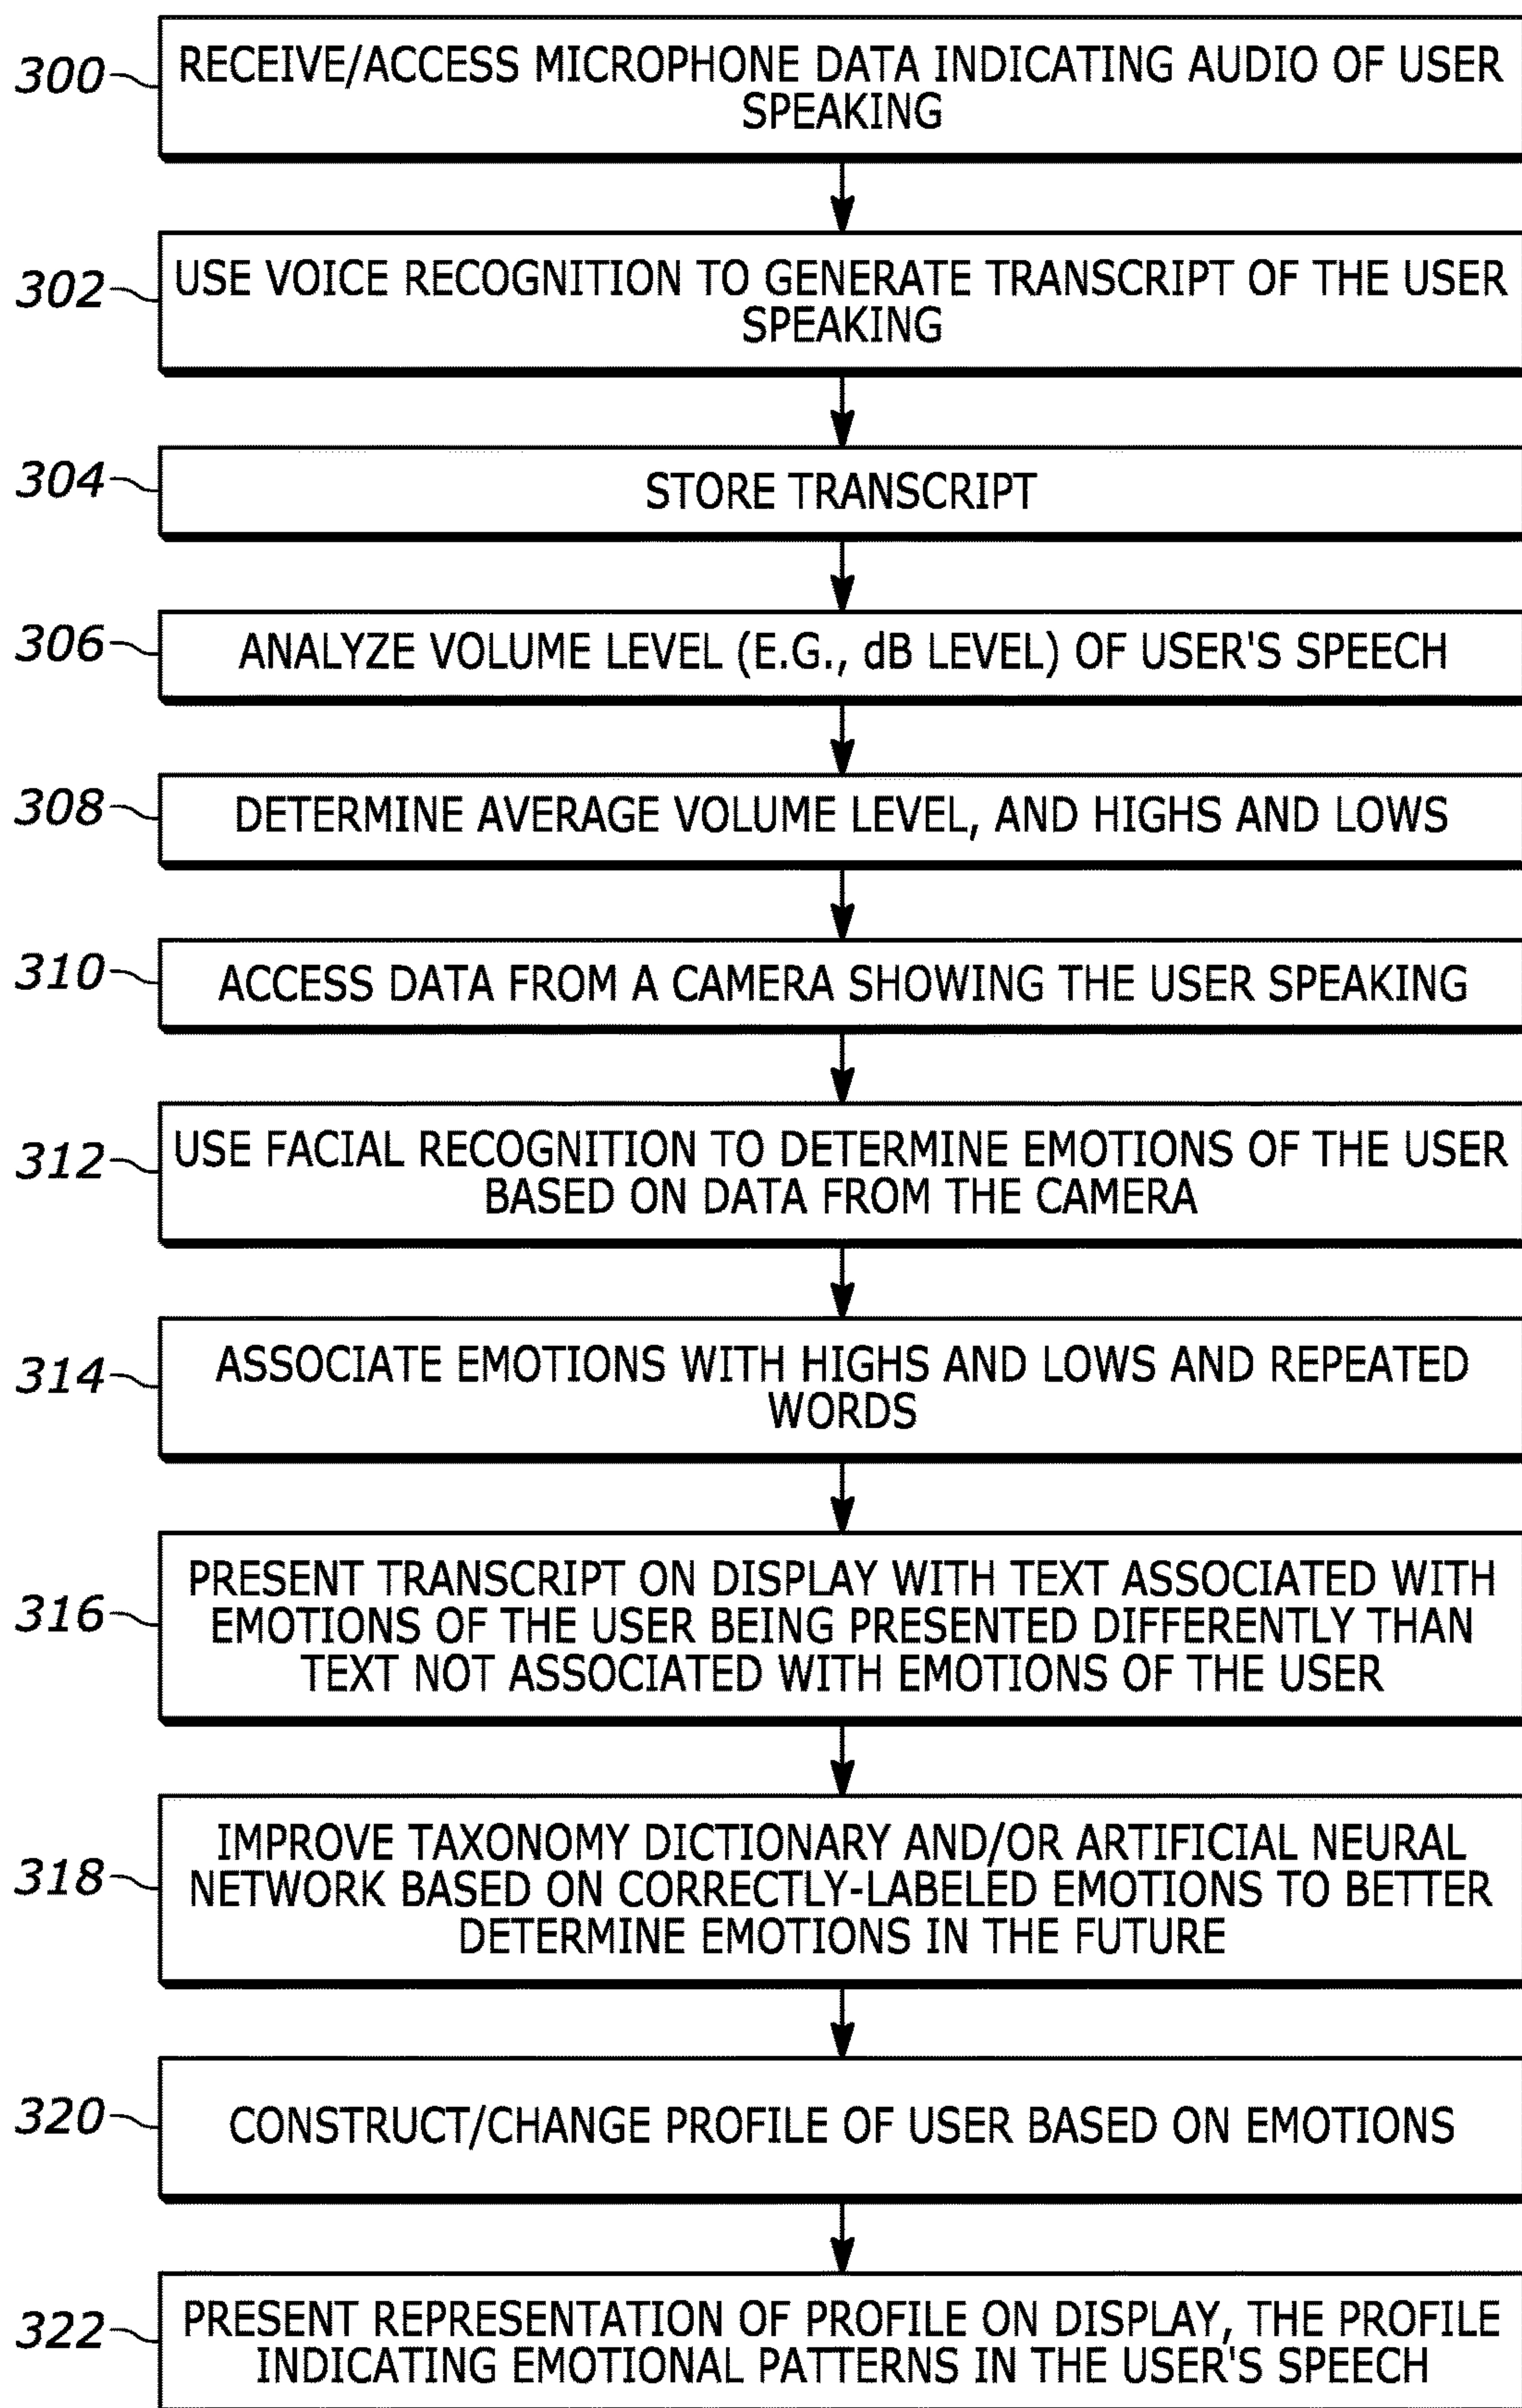 300
RECEIVE/ACCESS MICROPHONE DATA INDICATING AUDIO OF USER
SPEAKING
302
USE VOICE RECOGNITION TO GENERATE TRANSCRIPT OF THE USER
SPEAKING
304
STORE TRANSCRIPT
306
ANALYZE VOLUME LEVEL (E.G., dB LEVEL) OF USER'S SPEECH
308
DETERMINE AVERAGE VOLUME LEVEL, AND HIGHS AND LOWS
310
ACCESS DATA FROM A CAMERA SHOWING THE USER SPEAKING
312
USE FACIAL RECOGNITION TO DETERMINE EMOTIONS OF THE USER
BASED ON DATA FROM THE CAMERA
314
ASSOCIATE EMOTIONS WITH HIGHS AND LOWS AND REPEATED
WORDS
316
PRESENT TRANSCRIPT ON DISPLAY WITH TEXT ASSOCIATED WITH
EMOTIONS OF THE USER BEING PRESENTED DIFFERENTLY THAN
TEXT NOT ASSOCIATED WITH EMOTIONS OF THE USER
318
IMPROVE TAXONOMY DICTIONARY AND/OR ARTIFICIAL NEURAL
NETWORK BASED ON CORRECTLY-LABELED EMOTIONS TO BETTER
DETERMINE EMOTIONS IN THE FUTURE
320
CONSTRUCT/CHANGE PROFILE OF USER BASED ON EMOTIONS
322
PRESENT REPRESENTATION OF PROFILE ON DISPLAY, THE PROFILE
INDICATING EMOTIONAL PATTERNS IN THE USER'S SPEECH